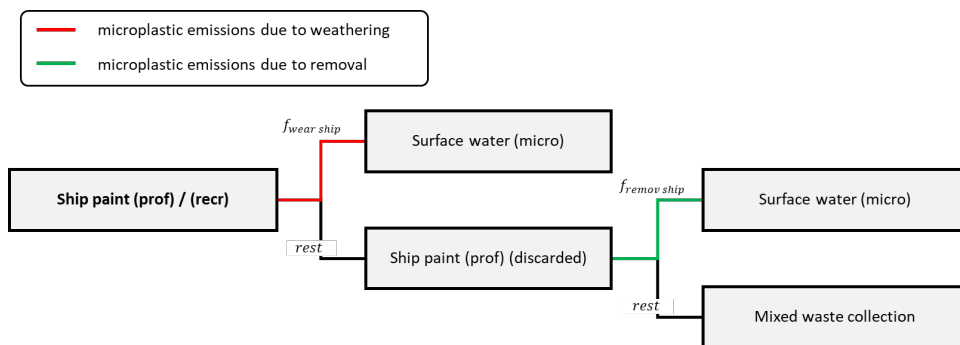 microplastic emissions due to weathering
microplastic emissions due to removal
f_wear ship
Surface water (micro)
Ship paint (prof) / (recr)
f_remov ship
Surface water (micro)
rest
Ship paint (prof) (discarded)
rest
Mixed waste collection